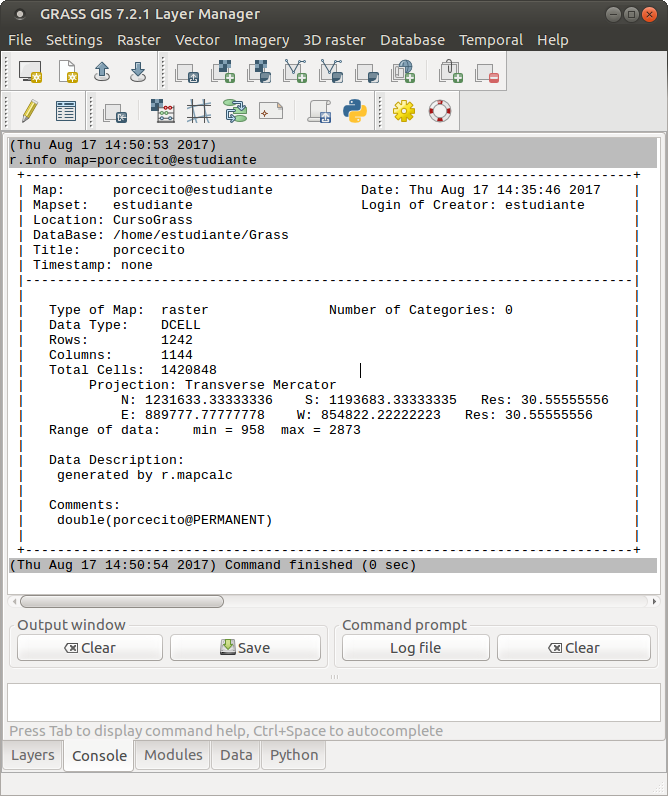 GRASS GIS 7.2.1 Layer Manager
File Settings Raster Vector Imagery 3D raster Database Temporal Help
(Thu Aug 17 14:50:53 2017)
r.info map=porcecito@estudiante
+----------------------------------------------------------------------------+
| Map:      porcecito@estudiante           Date: Thu Aug 17 14:35:46 2017    |
| Mapset:   estudiante                     Login of Creator: estudiante      |
| Location: CursoGrass                                                       |
| DataBase: /home/estudiante/Grass                                           |
| Title:    porcecito                                                        |
| Timestamp: none                                                            |
|----------------------------------------------------------------------------|
|                                                                            |
|   Type of Map:  raster               Number of Categories: 0               |
|   Data Type:    DCELL                                                      |
|   Rows:         1242                                                       |
|   Columns:      1144                                                       |
|   Total Cells:  1420848                                                    |
|        Projection: Transverse Mercator                                     |
|            N: 1231633.33333336    S: 1193683.33333335   Res: 30.55555556   |
|            E: 889777.77777778    W: 854822.22222223   Res: 30.55555556     |
|   Range of data:    min = 958  max = 2873                                  |
|                                                                            |
|   Data Description:                                                        |
|    generated by r.mapcalc                                                  |
|                                                                            |
|   Comments:                                                                |
|    double(porcecito@PERMANENT)                                             |
|                                                                            |
+----------------------------------------------------------------------------+
(Thu Aug 17 14:50:54 2017) Command finished (0 sec)
Output window Command prompt
Clear Save Log file Clear
Press Tab to display command help, Ctrl+Space to autocomplete
Layers Console Modules Data Python